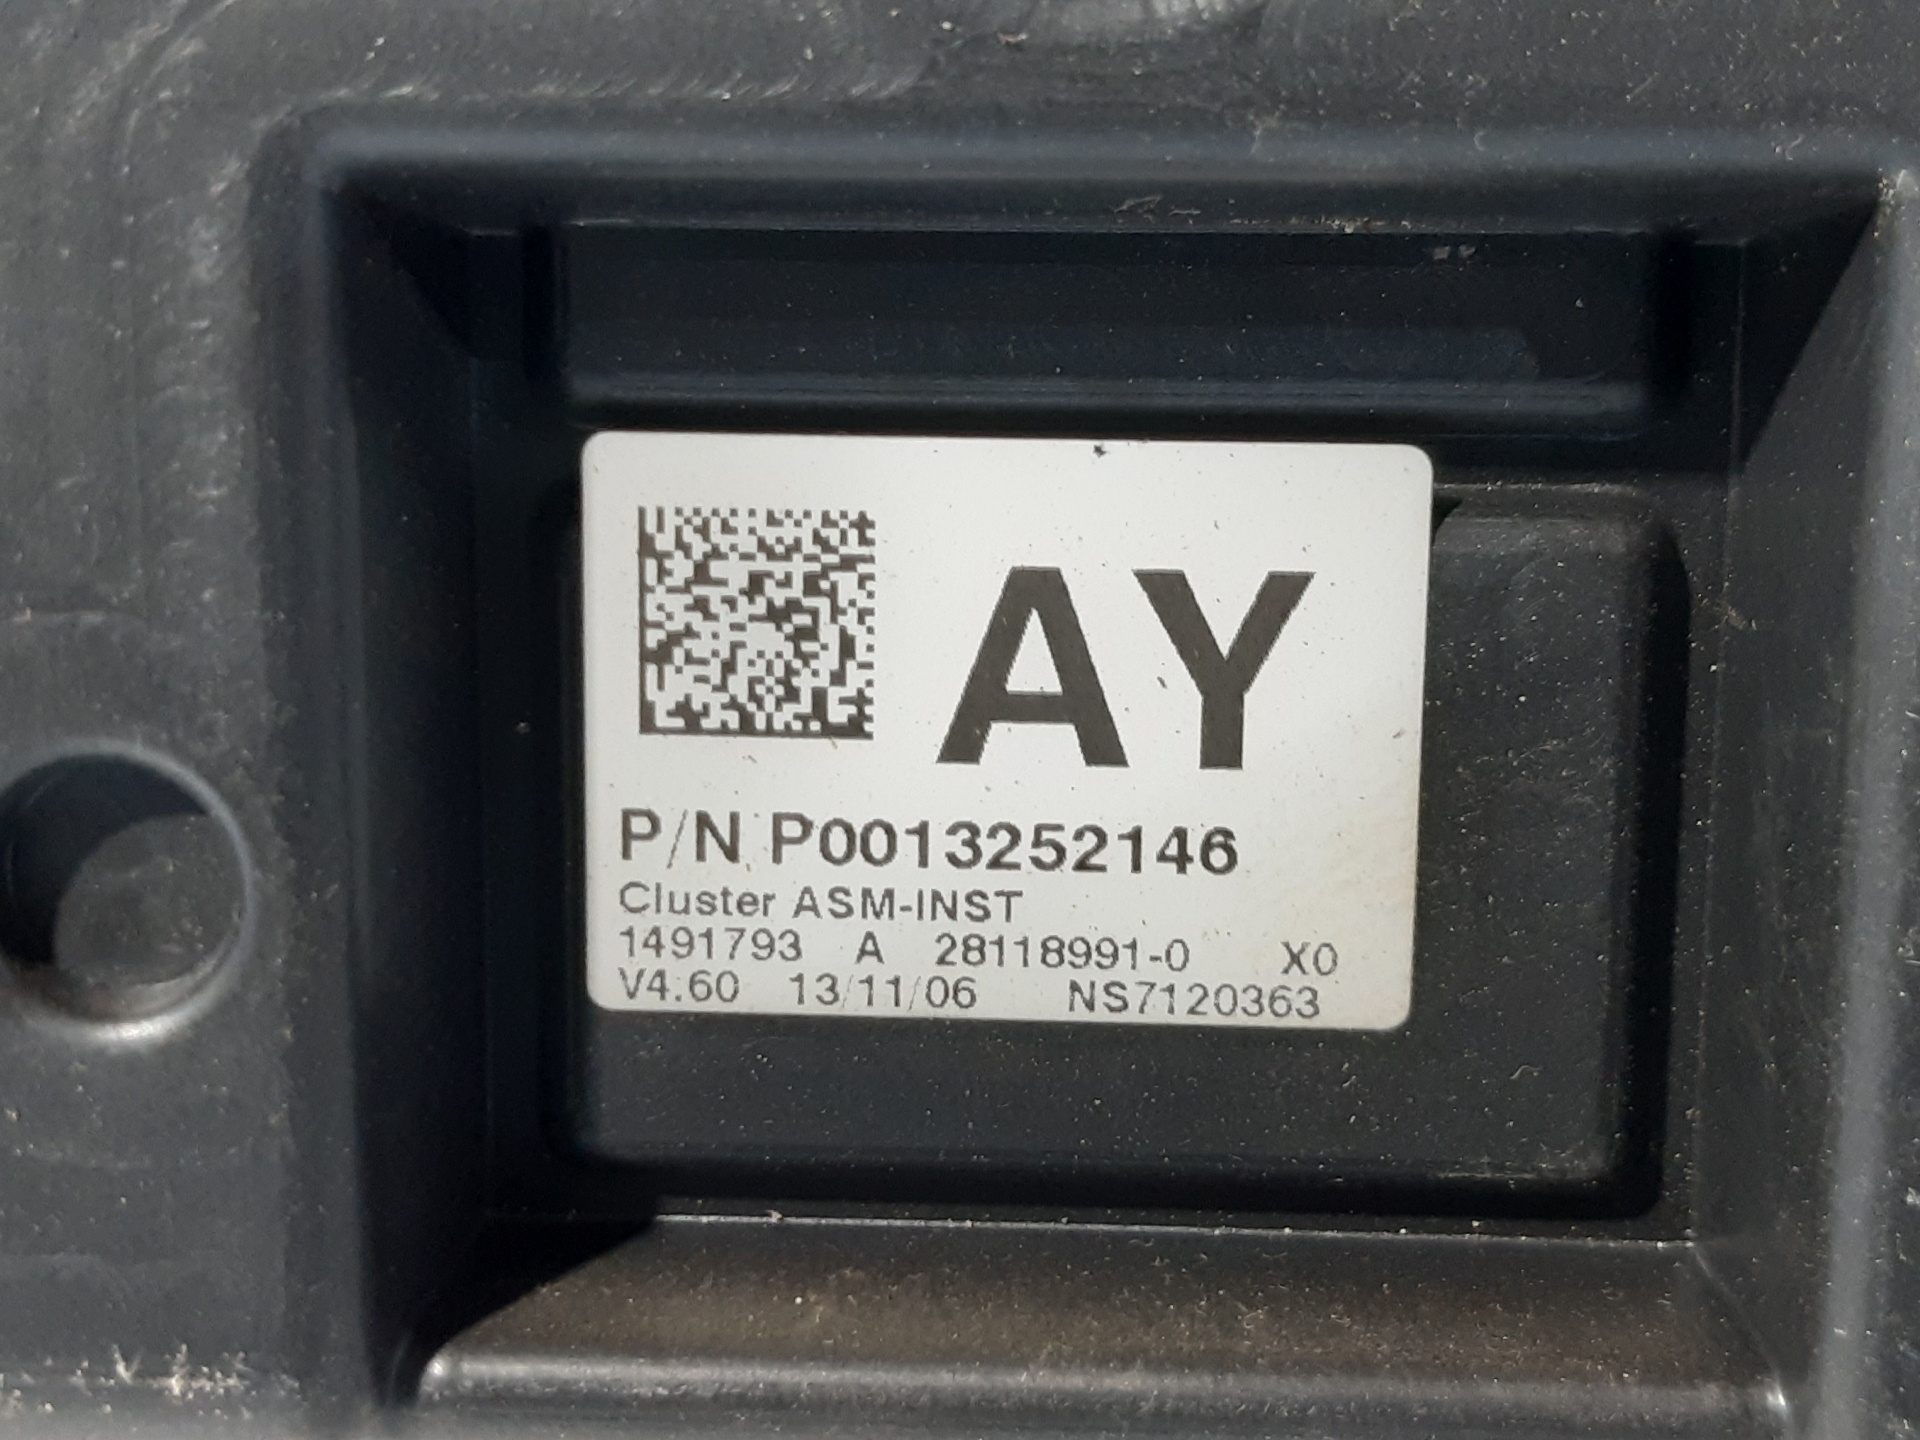 AY
P/N P0013252146
Cluster ASM-INST
1491793 A 28118991-0 X0
V4.60 13/11/06 NS7120363